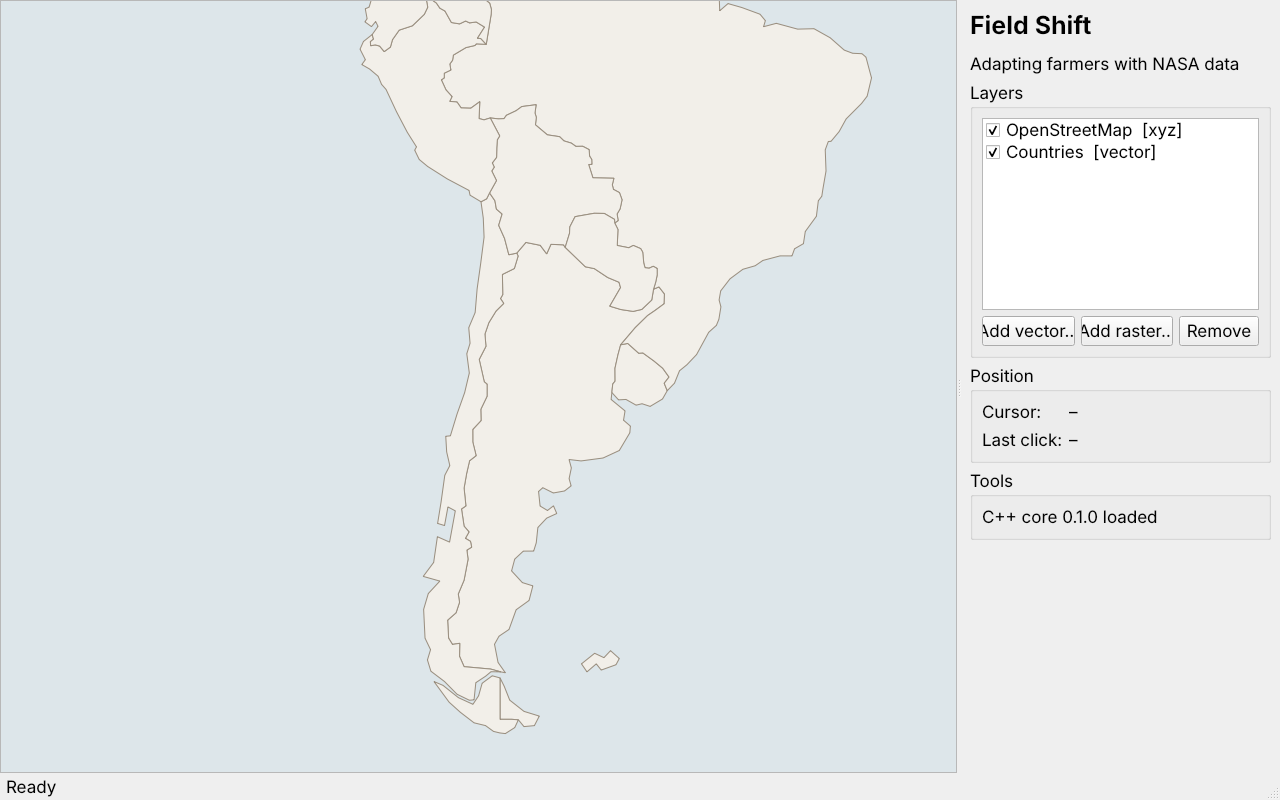 Field Shift
Adapting farmers with NASA data
Layers
OpenStreetMap [xyz]
Countries [vector]
Add vector..
Add raster..
Remove
Position
Cursor: –
Last click: –
Tools
C++ core 0.1.0 loaded
Ready